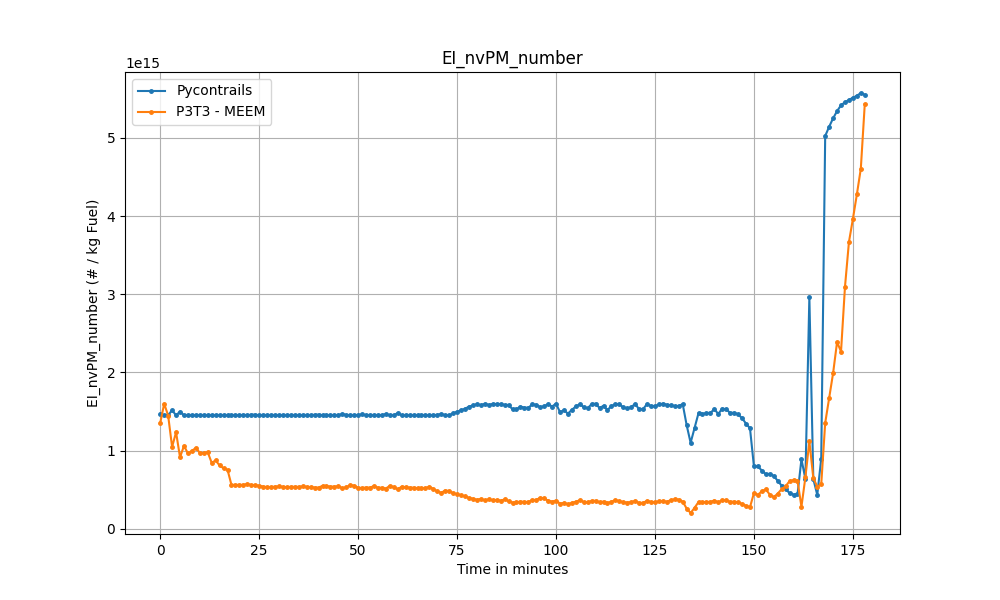 EI_nvPM_number
1e15
Pycontrails
P3T3 - MEEM
EI_nvPM_number (# / kg Fuel)
5
4
3
2
1
0
0 25 50 75 100 125 150 175
Time in minutes